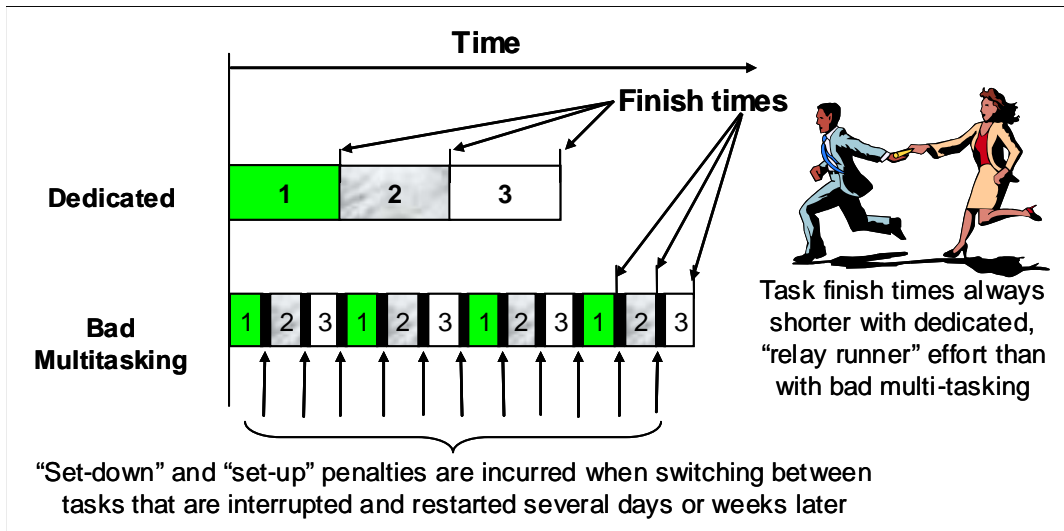 Time
Finish times
Dedicated
1 2 3
Bad
Multitasking
1 2 3 1 2 3 1 2 3 1 2 3
Task finish times always
shorter with dedicated,
“relay runner” effort than
with bad multi-tasking
“Set-down” and “set-up” penalties are incurred when switching between
tasks that are interrupted and restarted several days or weeks later